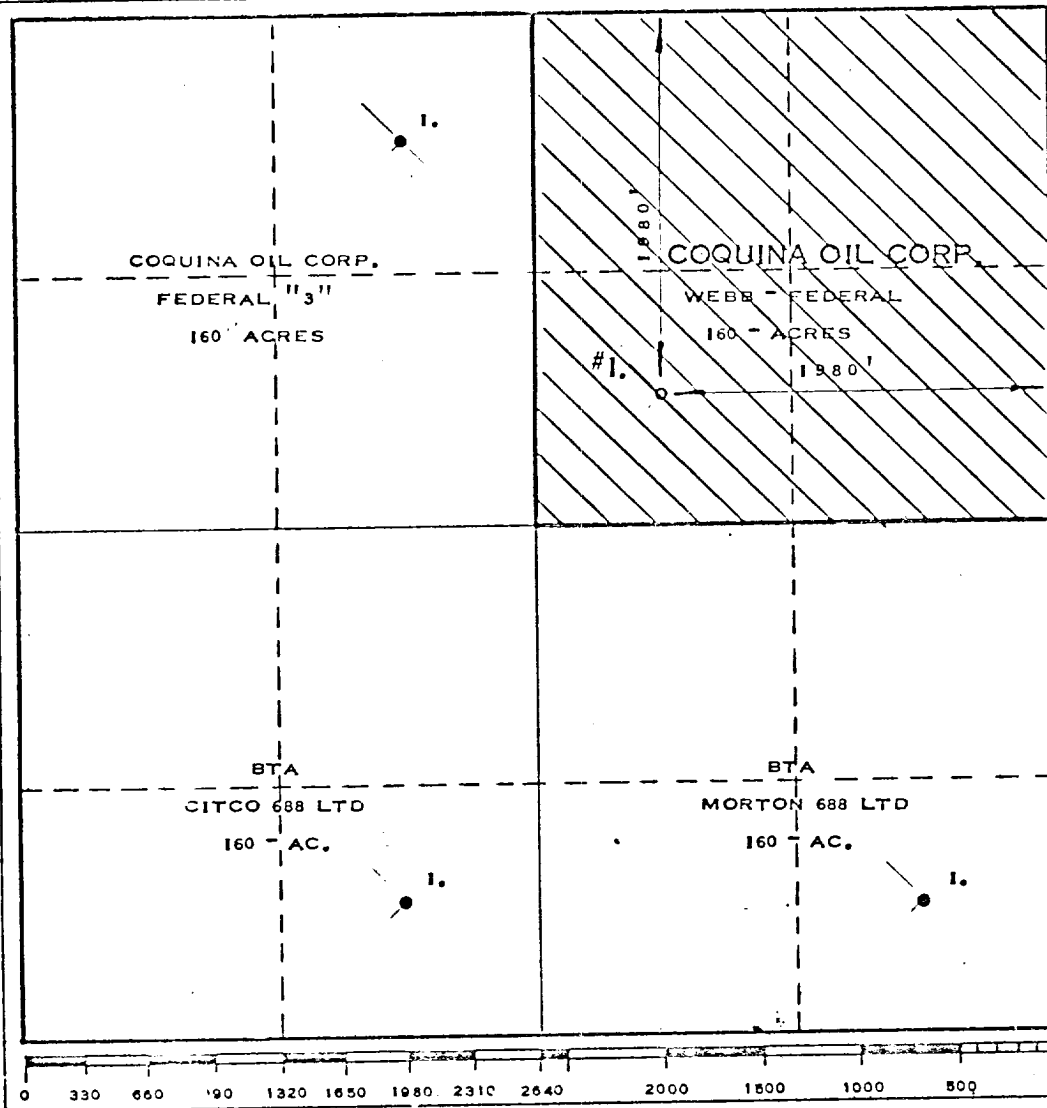 1.
1880'
COQUINA OIL CORP.
FEDERAL "3"
160 ACRES
COQUINA OIL CORP.
WEBB - FEDERAL
160 - ACRES
#1.
1980'
BTA
CITCO 688 LTD
160 - AC.
1.
BTA
MORTON 688 LTD
160 - AC.
1.
0 330 660 '90 1320 1650 1980. 2310 2640 2000 1500 1000 500